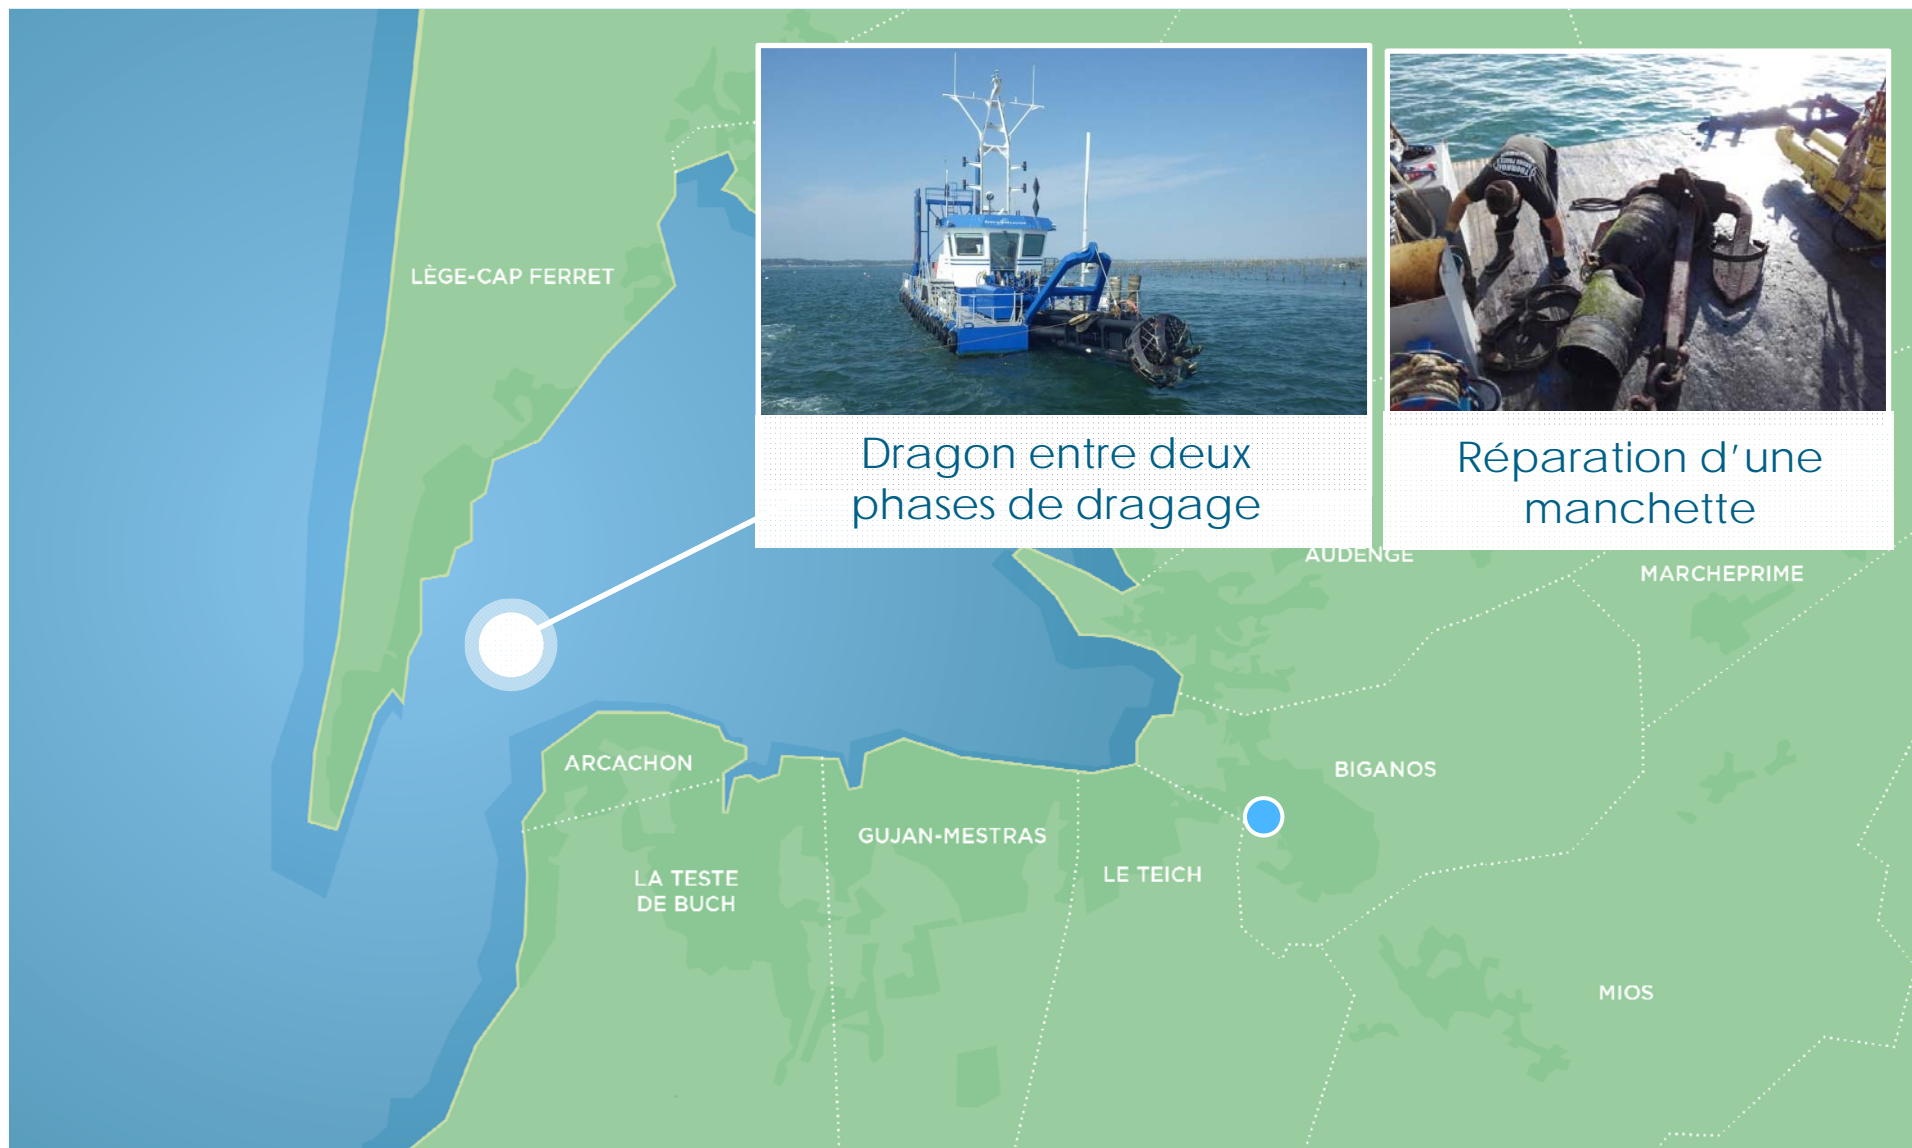 Dragon entre deux
phases de dragage
Réparation d'une
manchette
LÈGE-CAP FERRET
AUDENGE
MARCHEPRIME
ARCACHON
BIGANOS
GUJAN-MESTRAS
LA TESTE
DE BUCH
LE TEICH
MIOS